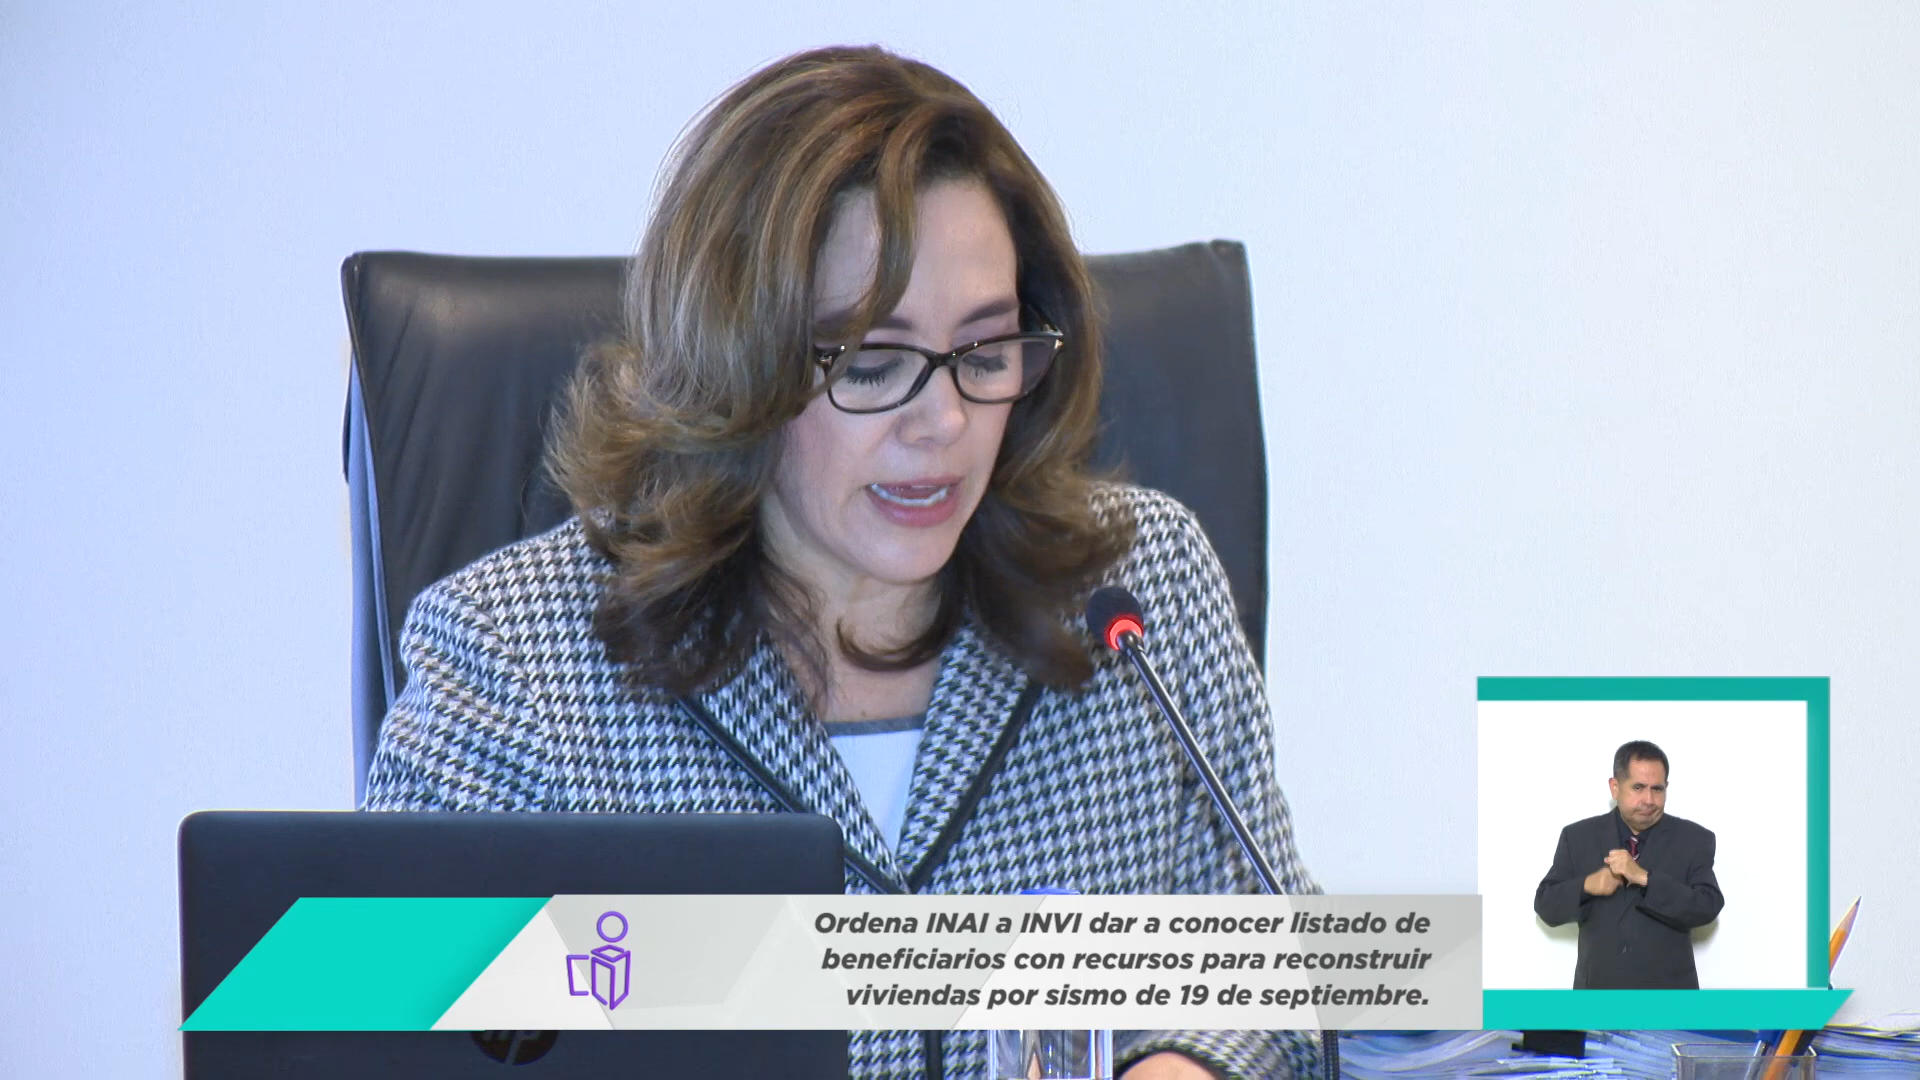 Ordena INAI a INVI dar a conocer listado de
beneficiarios con recursos para reconstruir
viviendas por sismo de 19 de septiembre.
hp